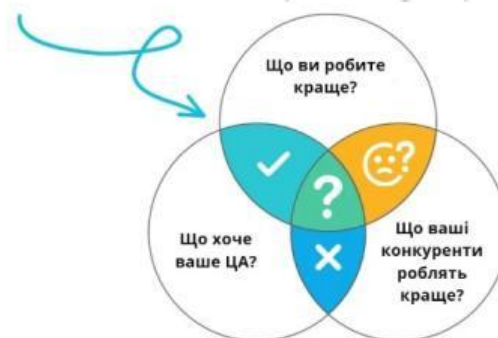 Що ви робите
краще?
?
?
Що хоче
ваше ЦА?
Що ваші
конкуренти
роблять
краще?